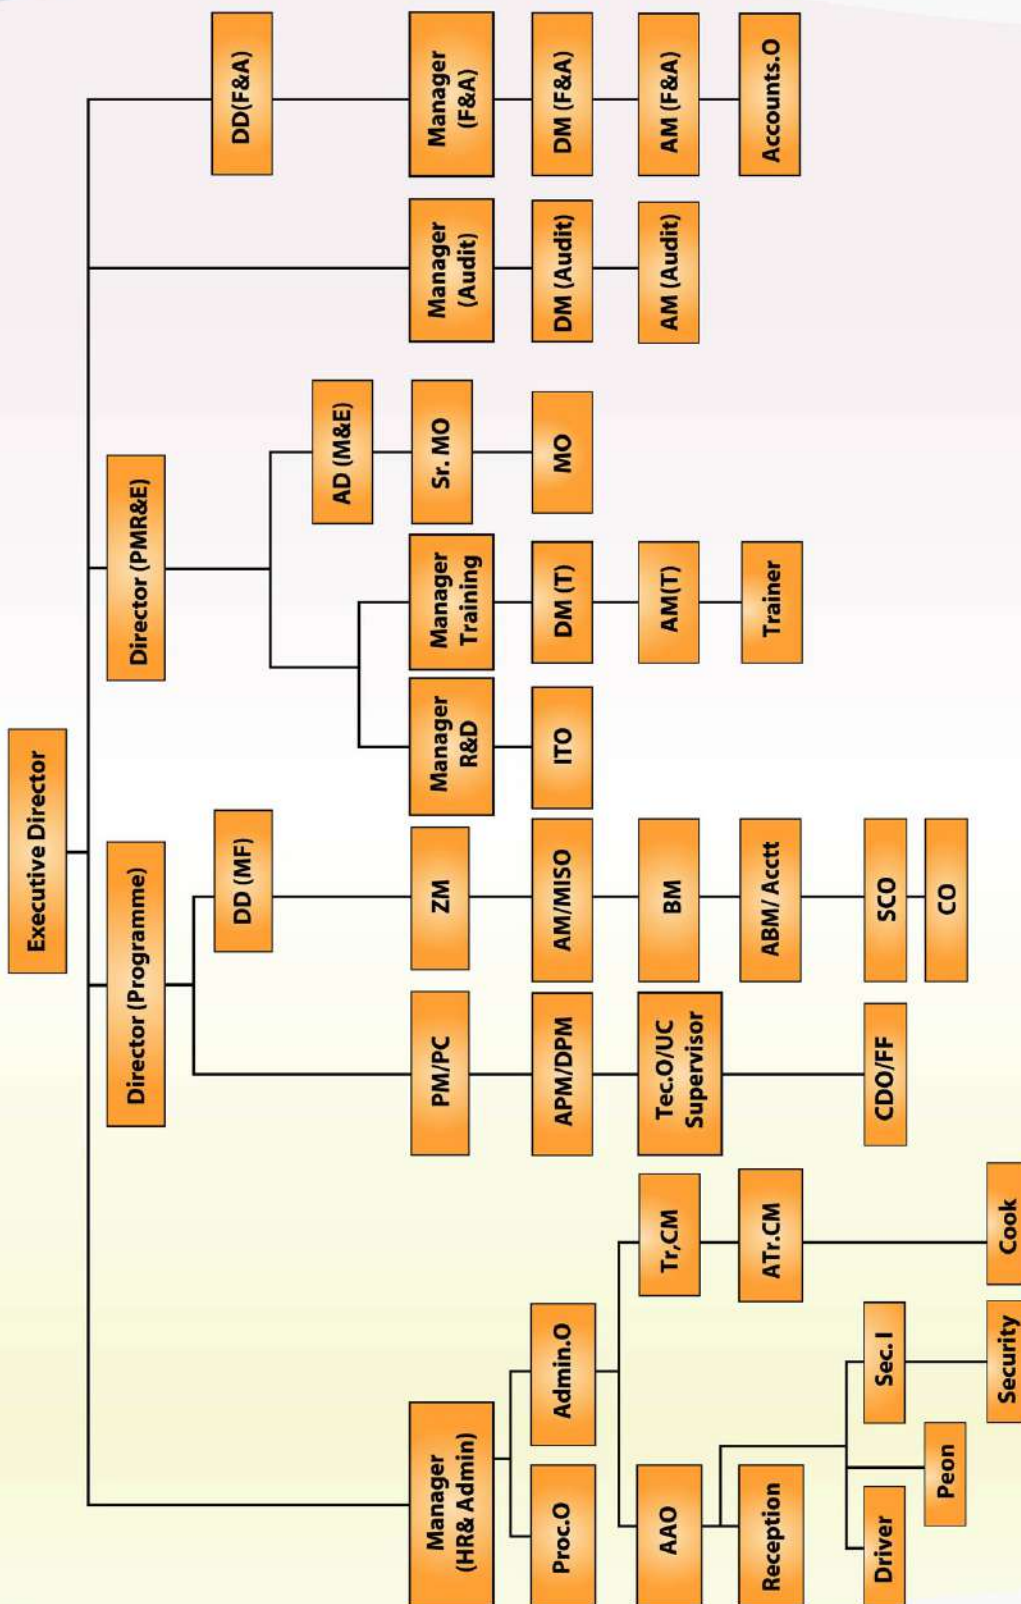 Executive Director
Director (Programme)
Director (PMR&E)
DD (MF)
DD(F&A)
AD (M&E)
Manager
(HR& Admin)
PM/PC
ZM
Manager
R&D
Manager
Training
Sr. MO
Manager
(Audit)
Manager
(F&A)
Proc.O
Admin.O
APM/DPM
AM/MISO
ITO
DM (T)
MO
DM (Audit)
DM (F&A)
AAO
Tr,CM
Tec.O/UC
Supervisor
BM
AM(T)
AM (Audit)
AM (F&A)
Reception
ATr.CM
ABM/ Acctt
Trainer
Accounts.O
Driver
Sec. I
CDO/FF
SCO
Peon
CO
Security
Cook